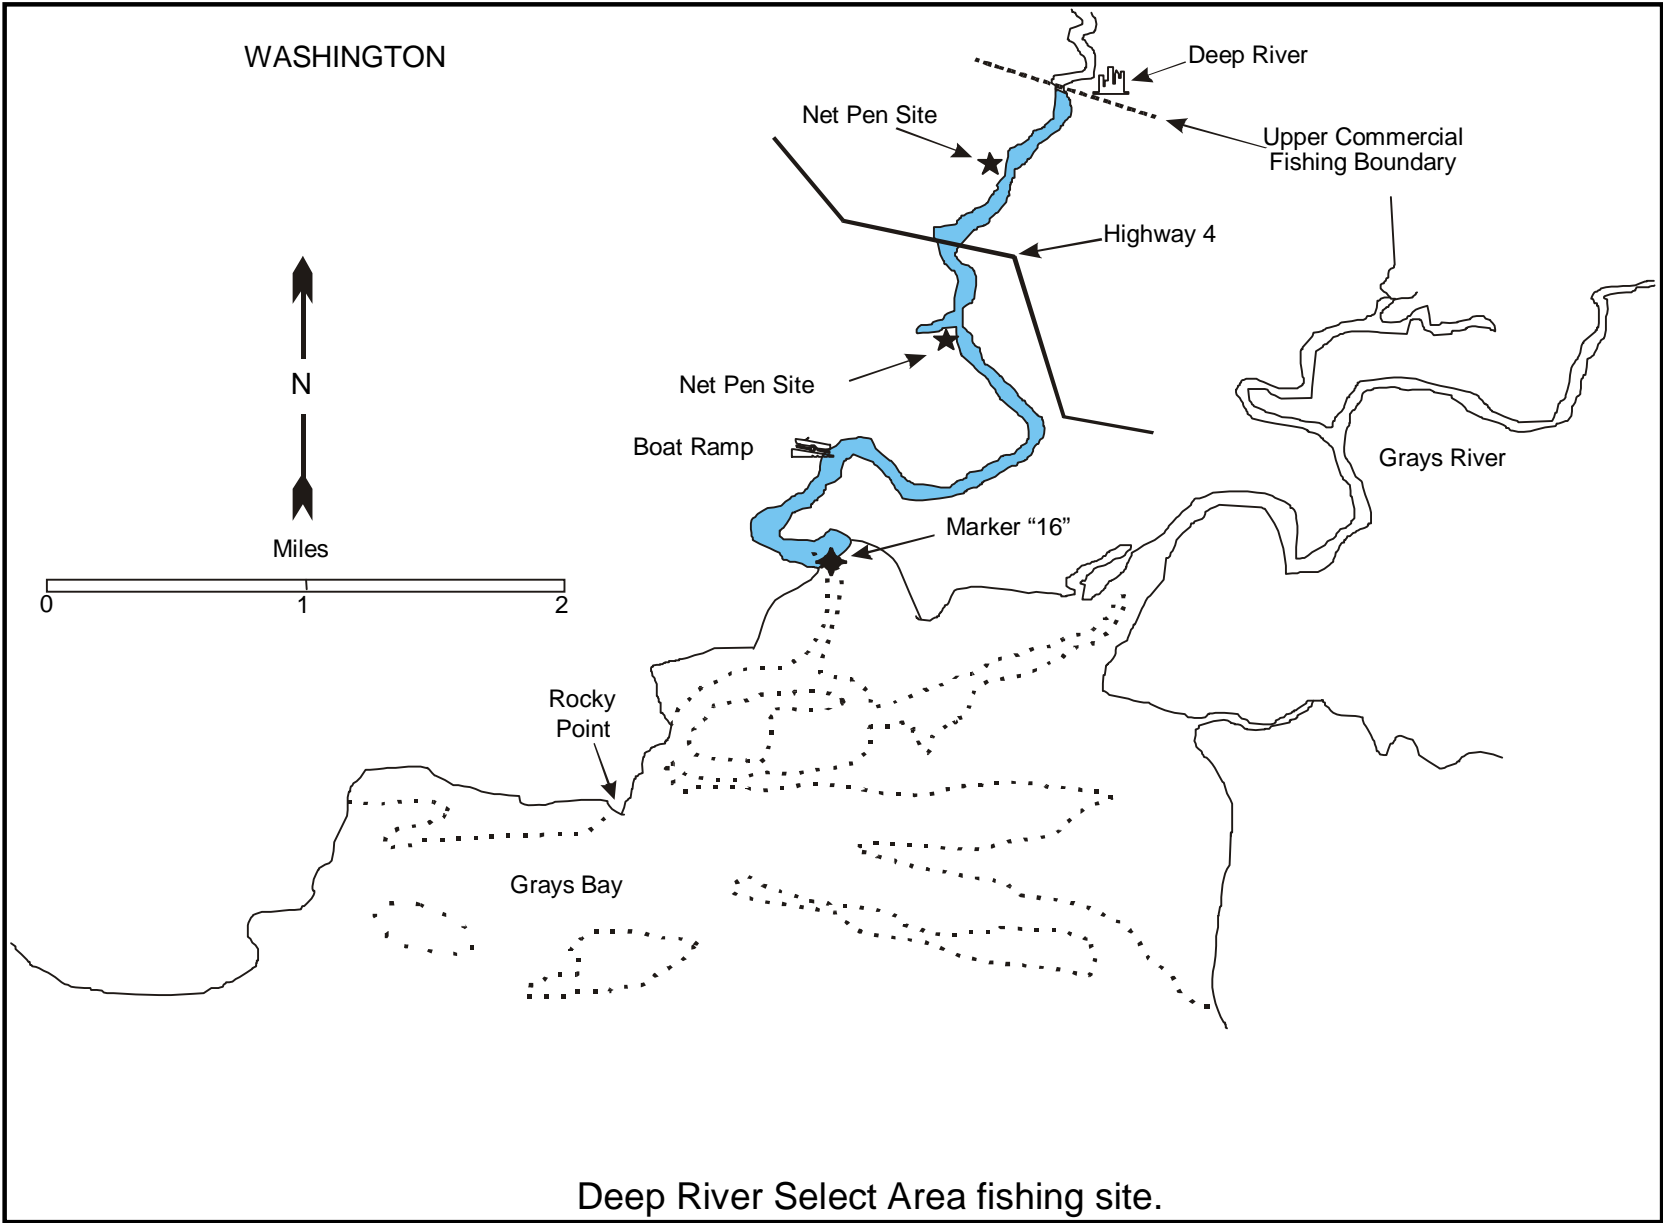 WASHINGTON
Deep River
Net Pen Site
Upper Commercial
Fishing Boundary
Highway 4
N
Net Pen Site
Boat Ramp
Grays River
Marker “16”
Miles
0
1
2
Rocky
Point
Grays Bay
Deep River Select Area fishing site.